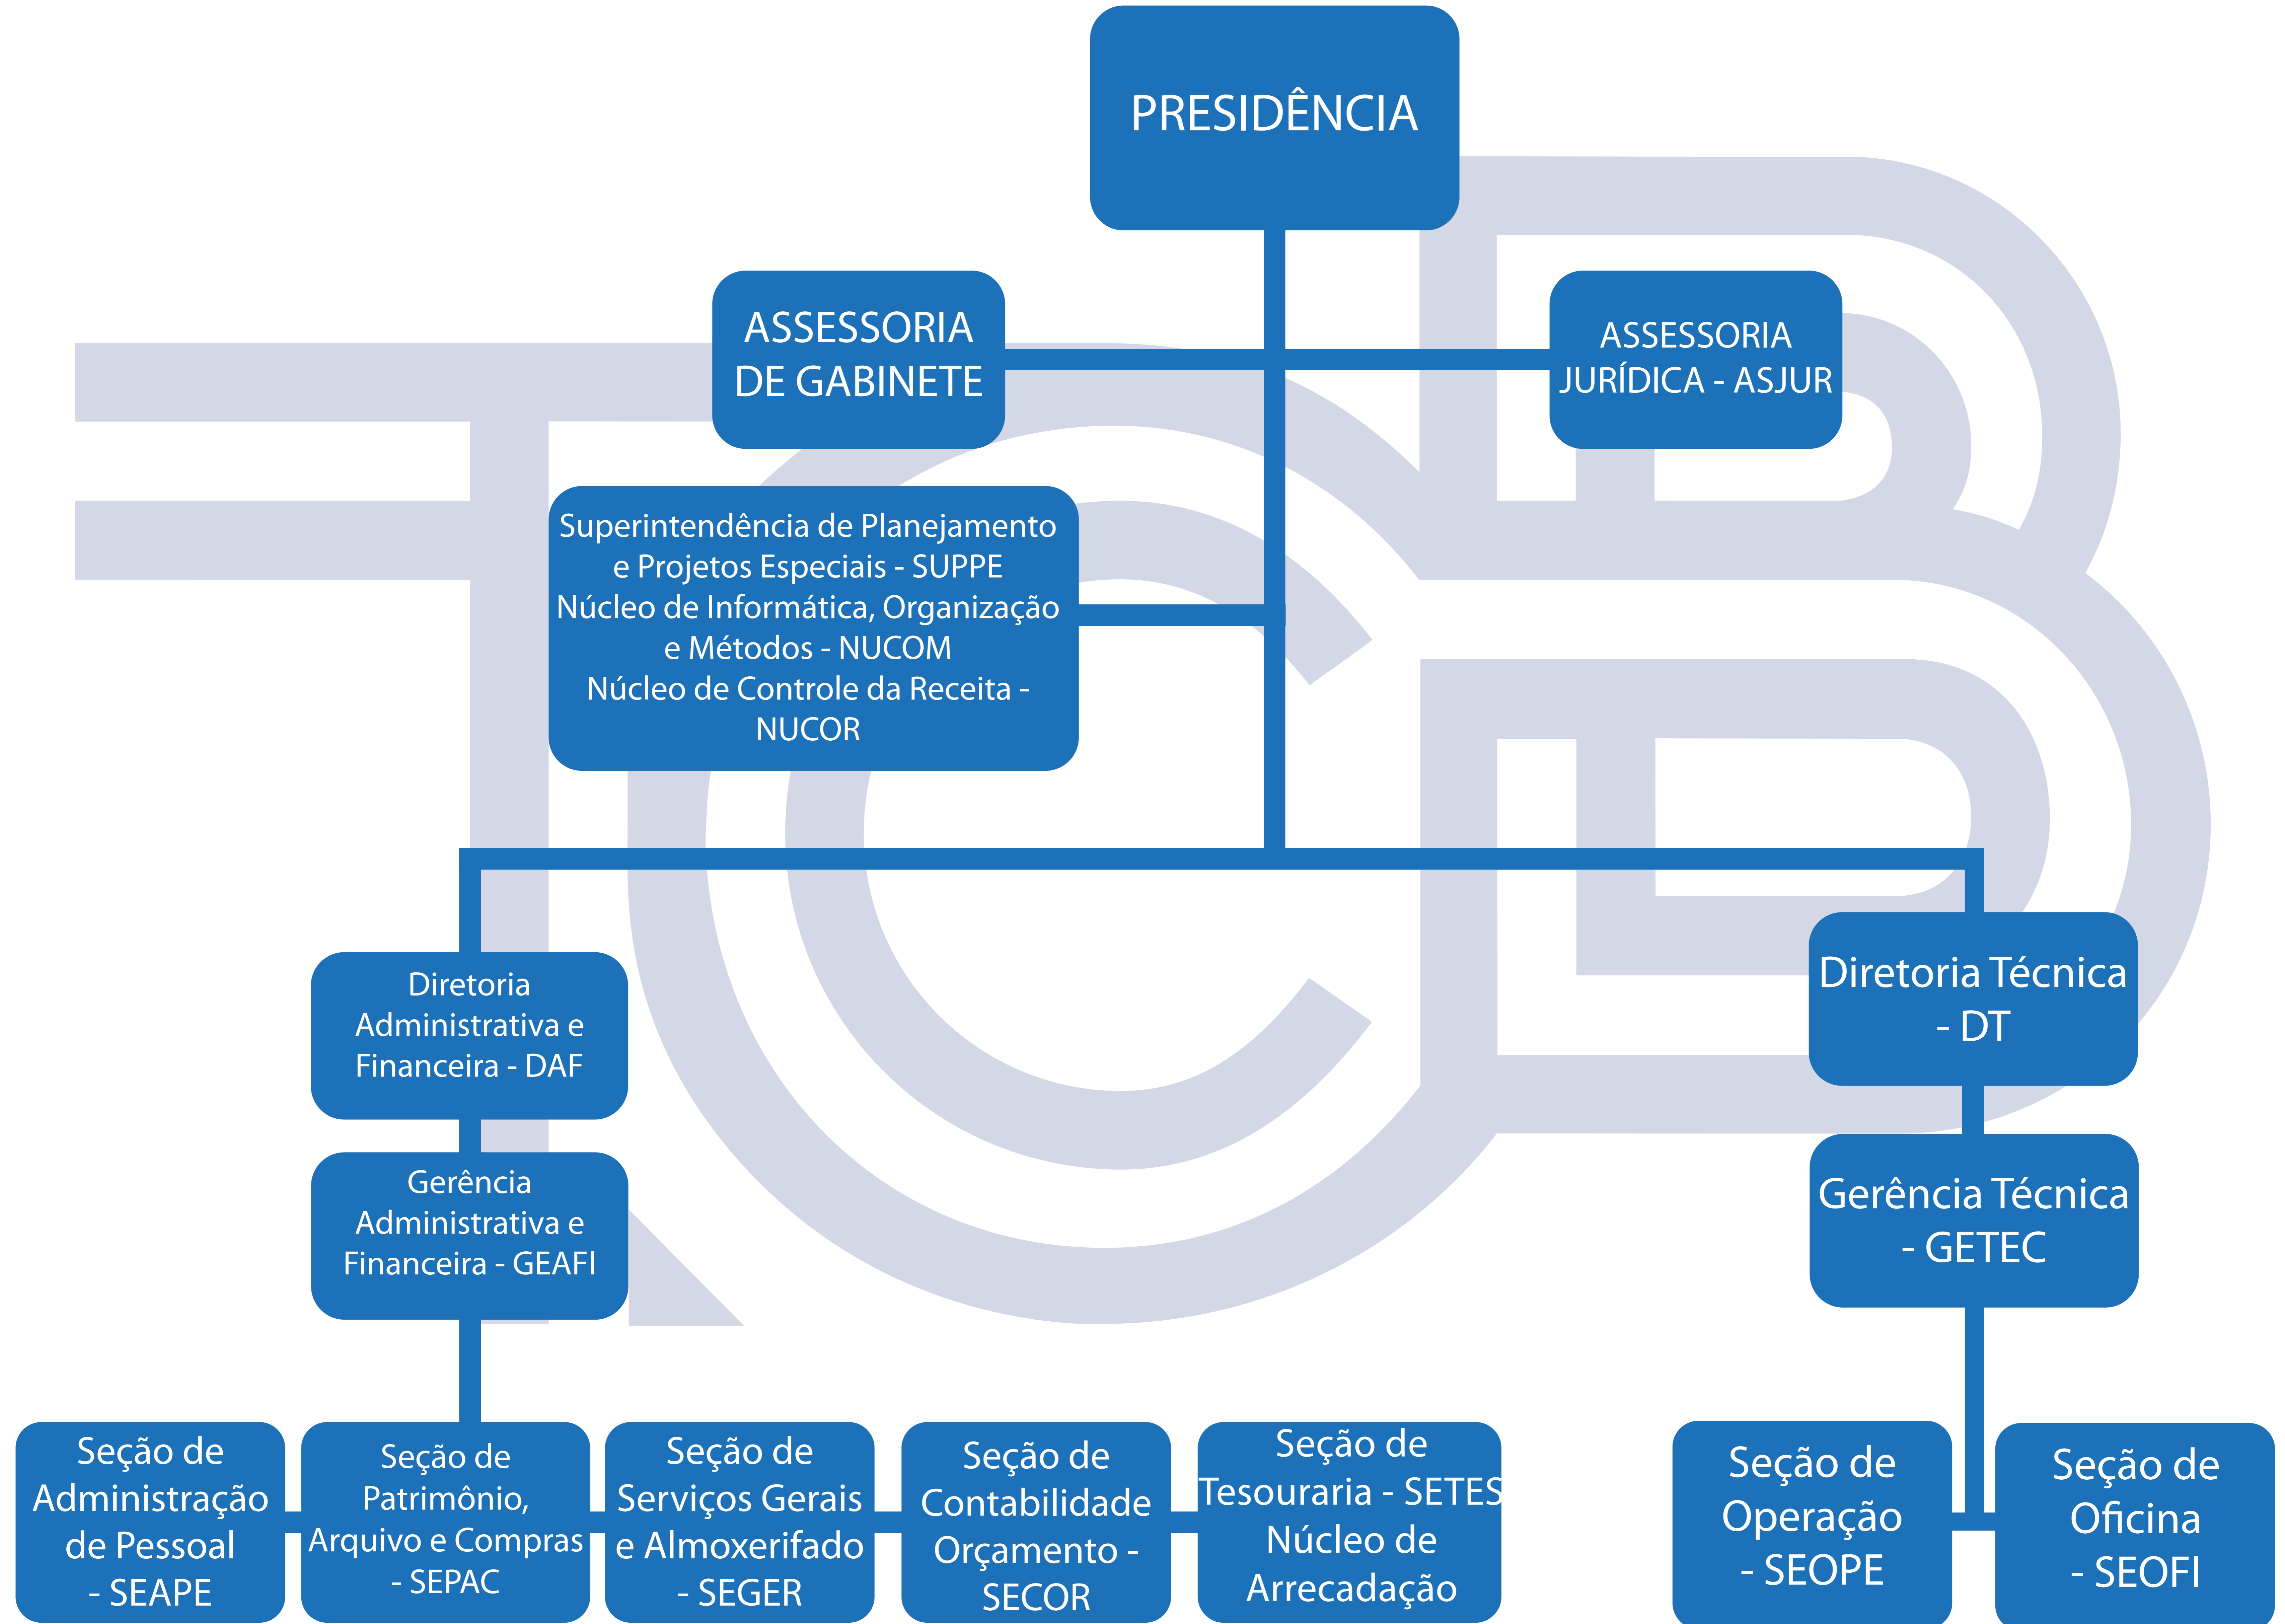 PRESIDÊNCIA
ASSESSORIA
DE GABINETE
ASSESSORIA
JURÍDICA - ASJUR
Superintendência de Planejamento
e Projetos Especiais - SUPPE
Núcleo de Informática, Organização
e Métodos - NUCOM
Núcleo de Controle da Receita -
NUCOR
Diretoria
Administrativa e
Financeira - DAF
Diretoria Técnica
- DT
Gerência
Administrativa e
Financeira - GEAFI
Gerência Técnica
- GETEC
Seção de
Administração
de Pessoal
- SEAPE
Seção de
Patrimônio,
Arquivo e Compras
- SEPAC
Seção de
Serviços Gerais
e Almoxerifado
- SEGER
Seção de
Contabilidade
Orçamento -
SECOR
Seção de
Tesouraria - SETES
Núcleo de
Arrecadação
Seção de
Operação
- SEOPE
Seção de
Oficina
- SEOFI
TCB